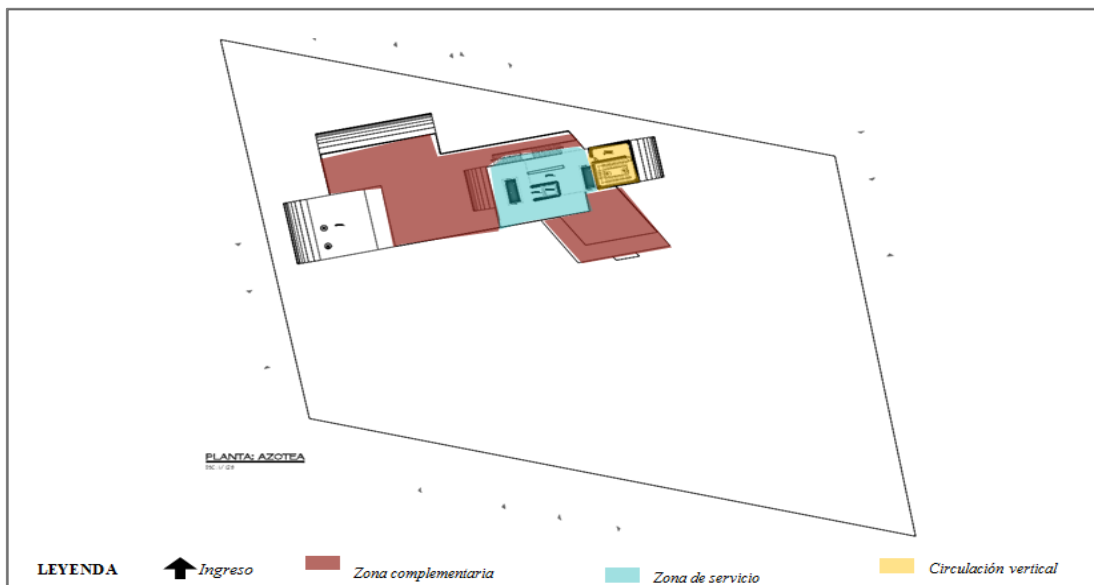 PLANTA: AZOTEA
LEYENDA
Ingreso
Zona complementaria
Zona de servicio
Circulación vertical